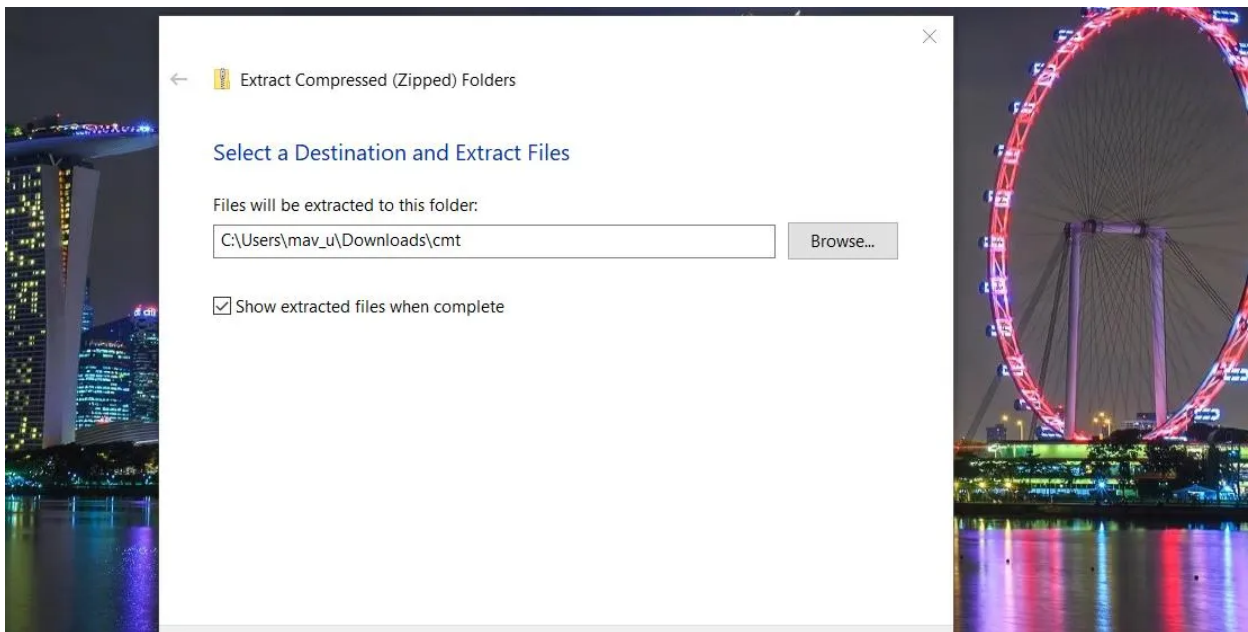 Extract Compressed (Zipped) Folders
Select a Destination and Extract Files
Files will be extracted to this folder:
C:\Users\mav_u\Downloads\cmt
Browse...
Show extracted files when complete